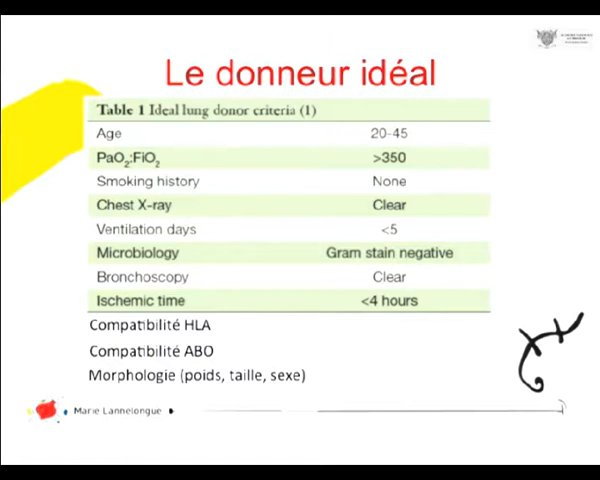 Le donneur idéal
Table 1 Ideal lung donor criteria (1)
Age 20-45
PaO2:FiO2 >350
Smoking history None
Chest X-ray Clear
Ventilation days <5
Microbiology Gram stain negative
Bronchoscopy Clear
Ischemic time <4 hours
Compatibilité HLA
Compatibilité ABO
Morphologie (poids, taille, sexe)
Marie Lannelongue